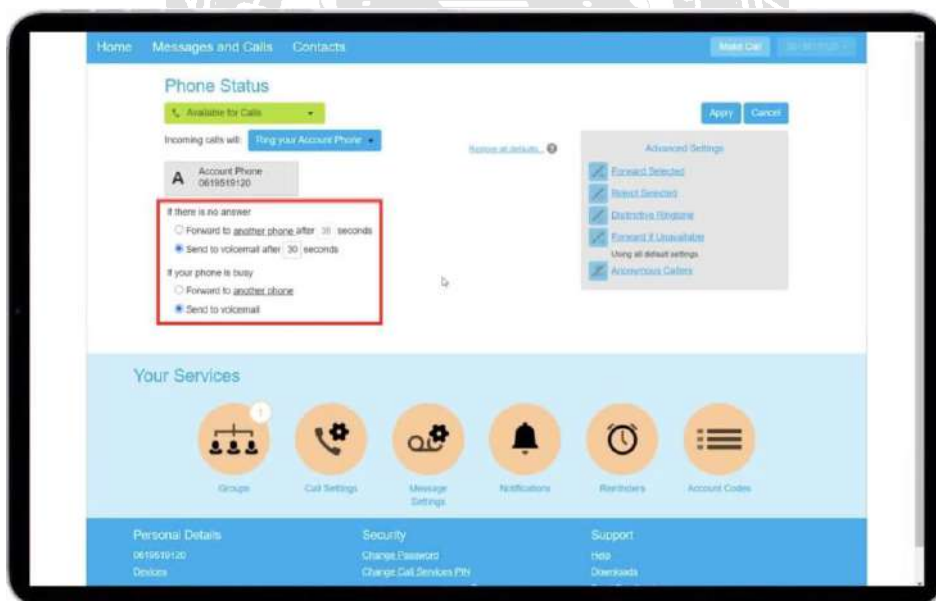 Home Messages and Calls Contacts
Make Call
Phone Status
Available for Calls
Apply Cancel
Incoming calls will: Ring your Account Phone
Restore all defaults...
Advanced Settings
A Account Phone
0619519120
Forward Selected
Reject Selected
Distinctive Ringtone
Forward if Unavailable
Using all default settings
Anonymous Callers
If there is no answer
Forward to another phone after 36 seconds
Send to voicemail after 30 seconds
If your phone is busy
Forward to another phone
Send to voicemail
Your Services
1
Groups
Call Settings
Message
Settings
Notifications
Reminders
Account Codes
Personal Details
Security
Support
0619519120
Change Password
Help
Devices
Change Call Services PIN
Downloads